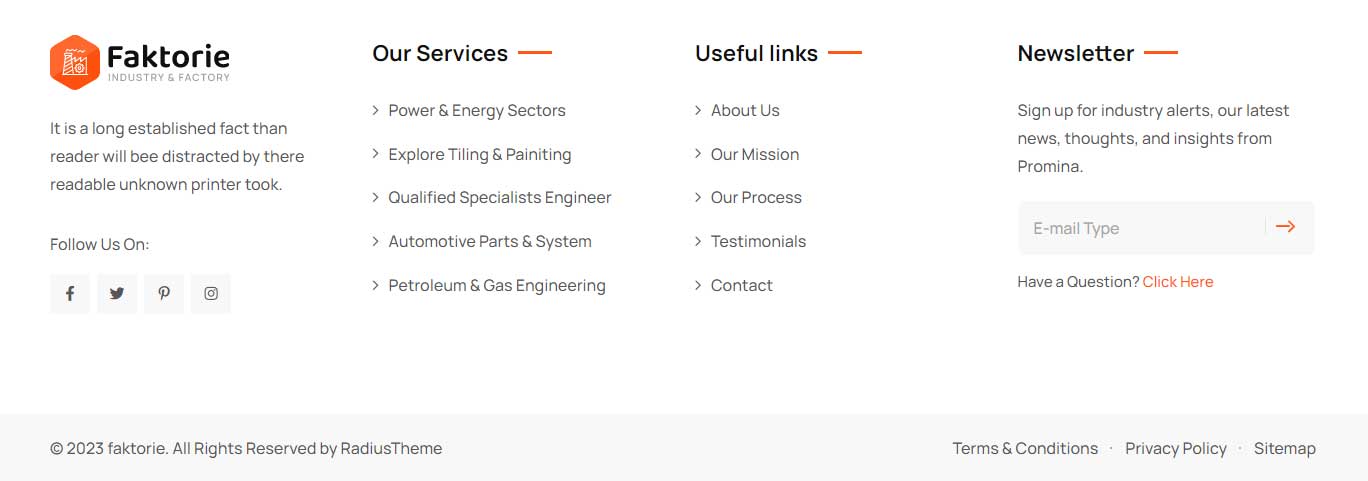 Faktorie
INDUSTRY & FACTORY
It is a long established fact than
reader will bee distracted by there
readable unknown printer took.
Follow Us On:
Our Services
Power & Energy Sectors
Explore Tiling & Painiting
Qualified Specialists Engineer
Automotive Parts & System
Petroleum & Gas Engineering
Useful links
About Us
Our Mission
Our Process
Testimonials
Contact
Newsletter
Sign up for industry alerts, our latest
news, thoughts, and insights from
Promina.
E-mail Type
Have a Question? Click Here
© 2023 faktorie. All Rights Reserved by RadiusTheme
Terms & Conditions · Privacy Policy · Sitemap